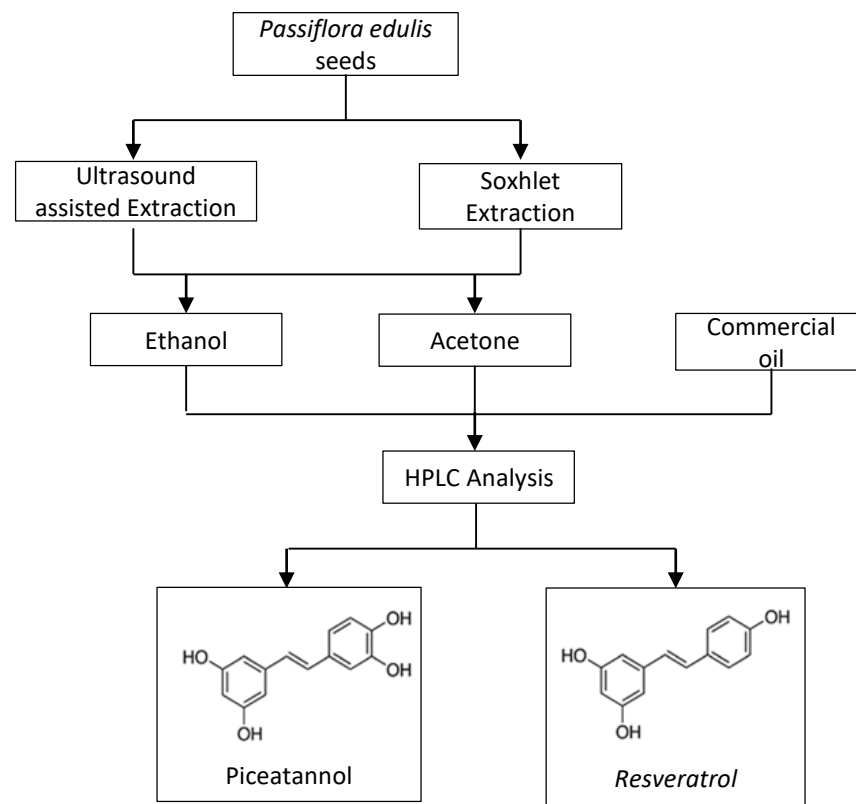 Passiflora edulis
seeds
Ultrasound
assisted Extraction
Soxhlet
Extraction
Ethanol
Acetone
Commercial
oil
HPLC Analysis
OH
HO
OH
OH
Piceatannol
OH
HO
OH
Resveratrol